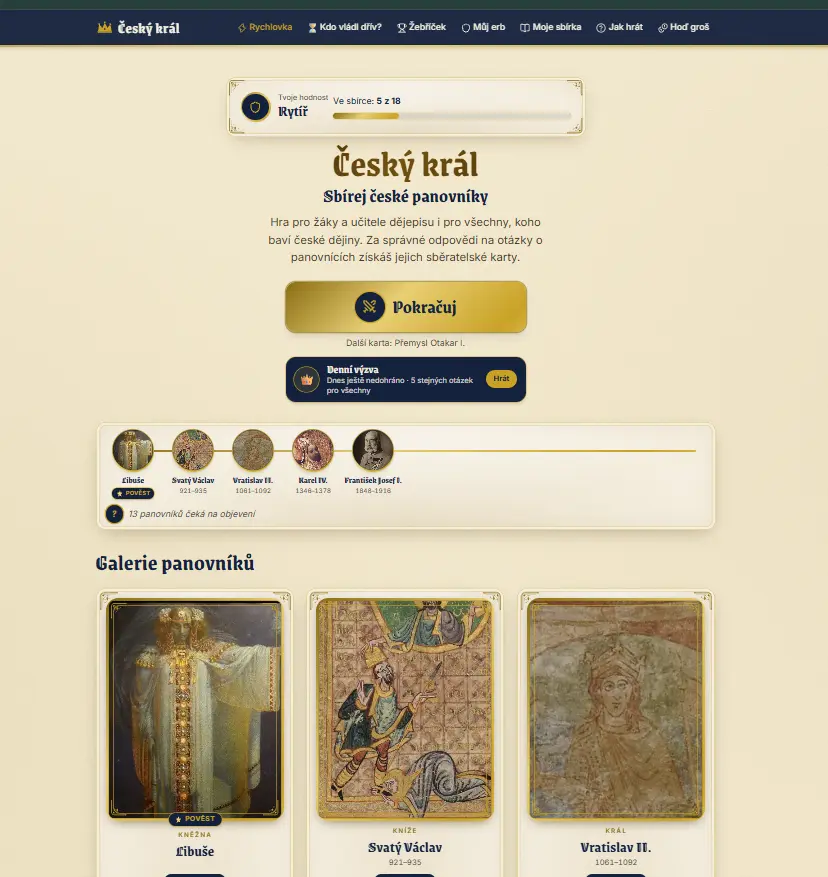 Český král
Rychlovka
Kdo vládl dřív?
Žebříček
Můj erb
Moje sbírka
Jak hrát
Hoď groš
Tvoje hodnost
Rytíř
Ve sbírce: 5 z 18
Český král
Sbírej české panovníky
Hra pro žáky a učitele dějepisu i pro všechny, koho
baví české dějiny. Za správné odpovědi na otázky o
panovnících získáš jejich sběratelské karty.
Pokračuj
Další karta: Přemysl Otakar I.
Denní výzva
Dnes ještě nedohráno · 5 stejných otázek
pro všechny
Hrát
Libuše
POVĚST
Svatý Václav
921–935
Vratislav II.
1061–1092
Karel IV.
1346–1378
František Josef I.
1848–1916
?
13 panovníků čeká na objevení
Galerie panovníků
POVĚST
KNĚŽNA
Libuše
KNÍŽE
Svatý Václav
921–935
KRÁL
Vratislav II.
1061–1092